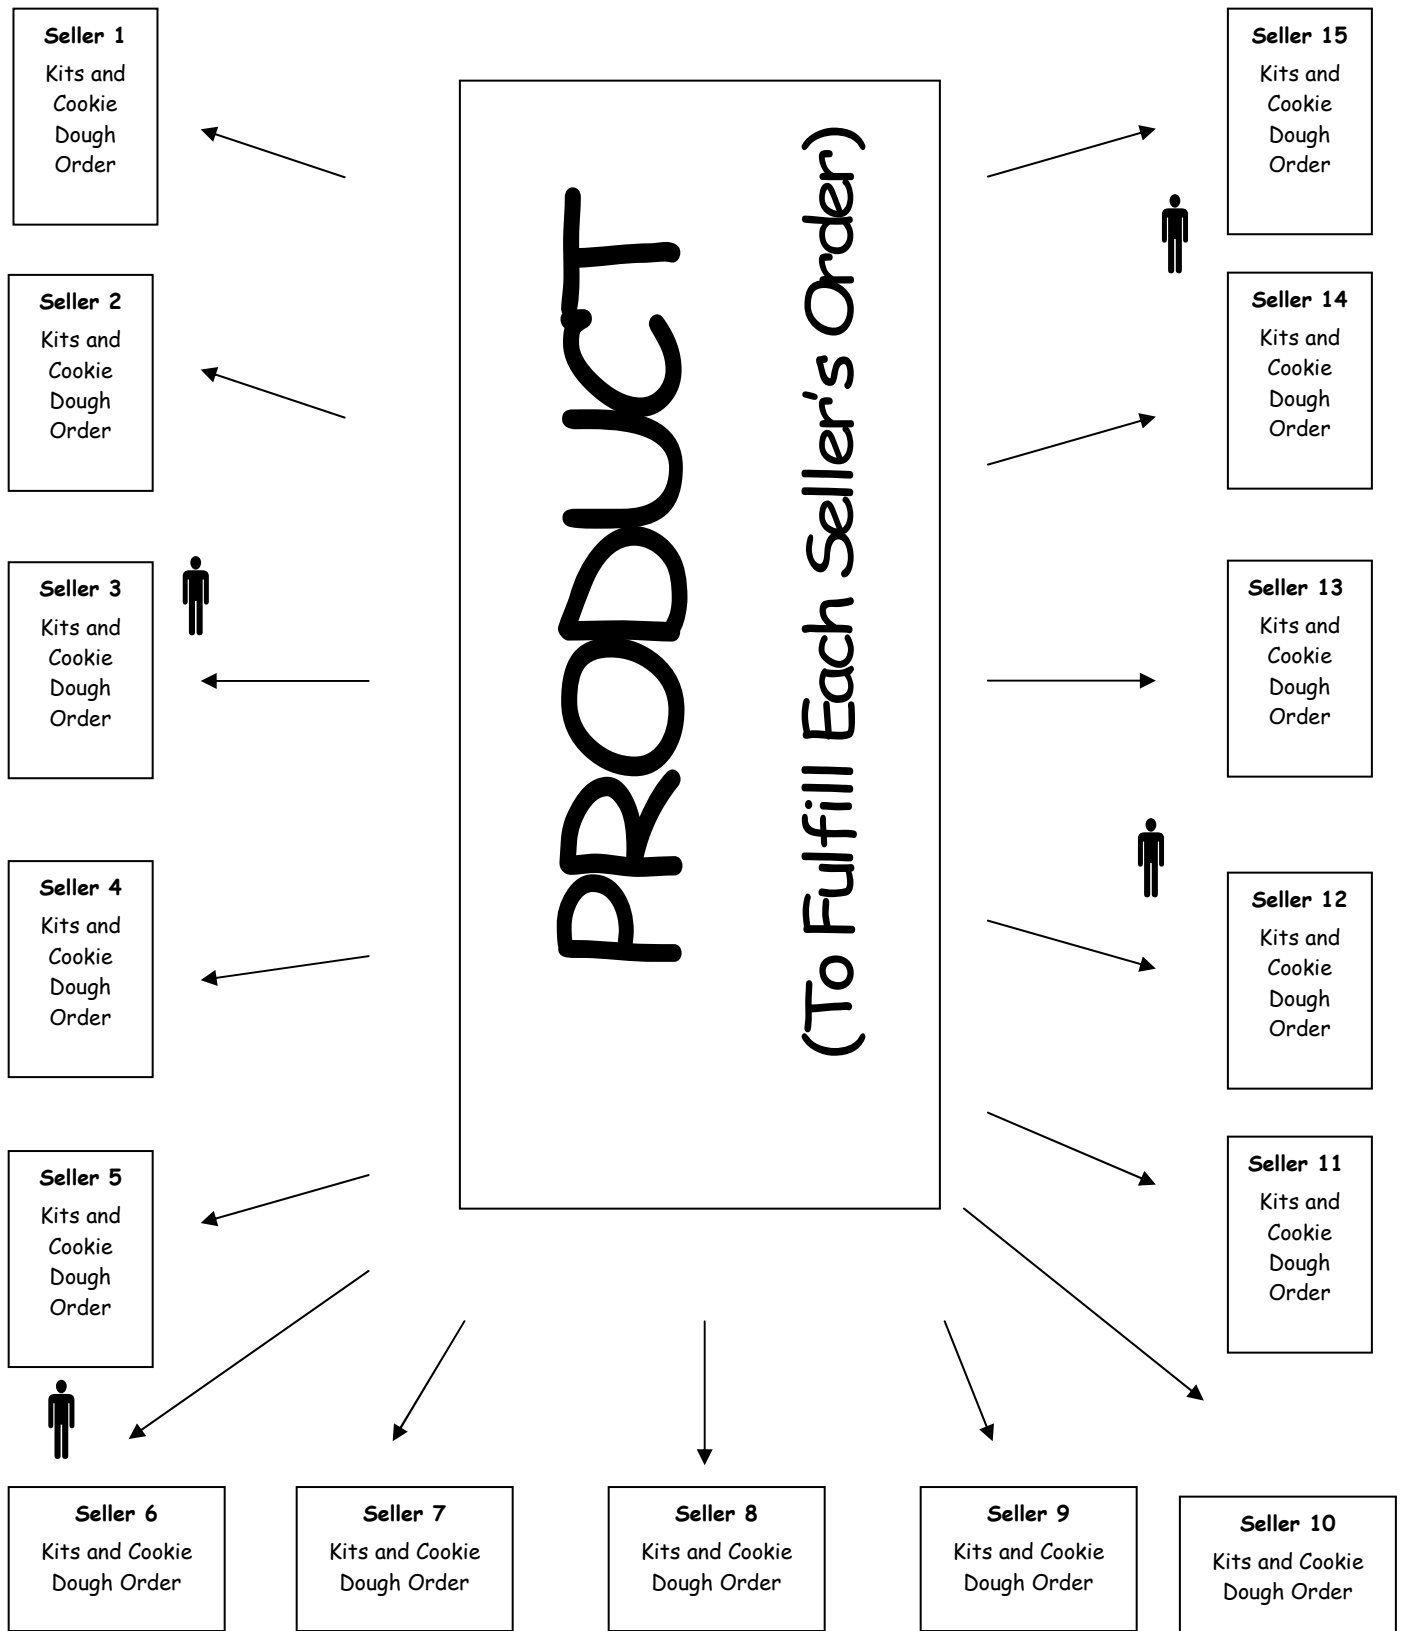 Seller 1
Kits and
Cookie
Dough
Order
Seller 2
Kits and
Cookie
Dough
Order
Seller 3
Kits and
Cookie
Dough
Order
Seller 4
Kits and
Cookie
Dough
Order
Seller 5
Kits and
Cookie
Dough
Order
PRODUCT
(To Fulfill Each Seller's Order)
Seller 15
Kits and
Cookie
Dough
Order
Seller 14
Kits and
Cookie
Dough
Order
Seller 13
Kits and
Cookie
Dough
Order
Seller 12
Kits and
Cookie
Dough
Order
Seller 11
Kits and
Cookie
Dough
Order
Seller 6
Kits and Cookie
Dough Order
Seller 7
Kits and Cookie
Dough Order
Seller 8
Kits and Cookie
Dough Order
Seller 9
Kits and Cookie
Dough Order
Seller 10
Kits and Cookie
Dough Order